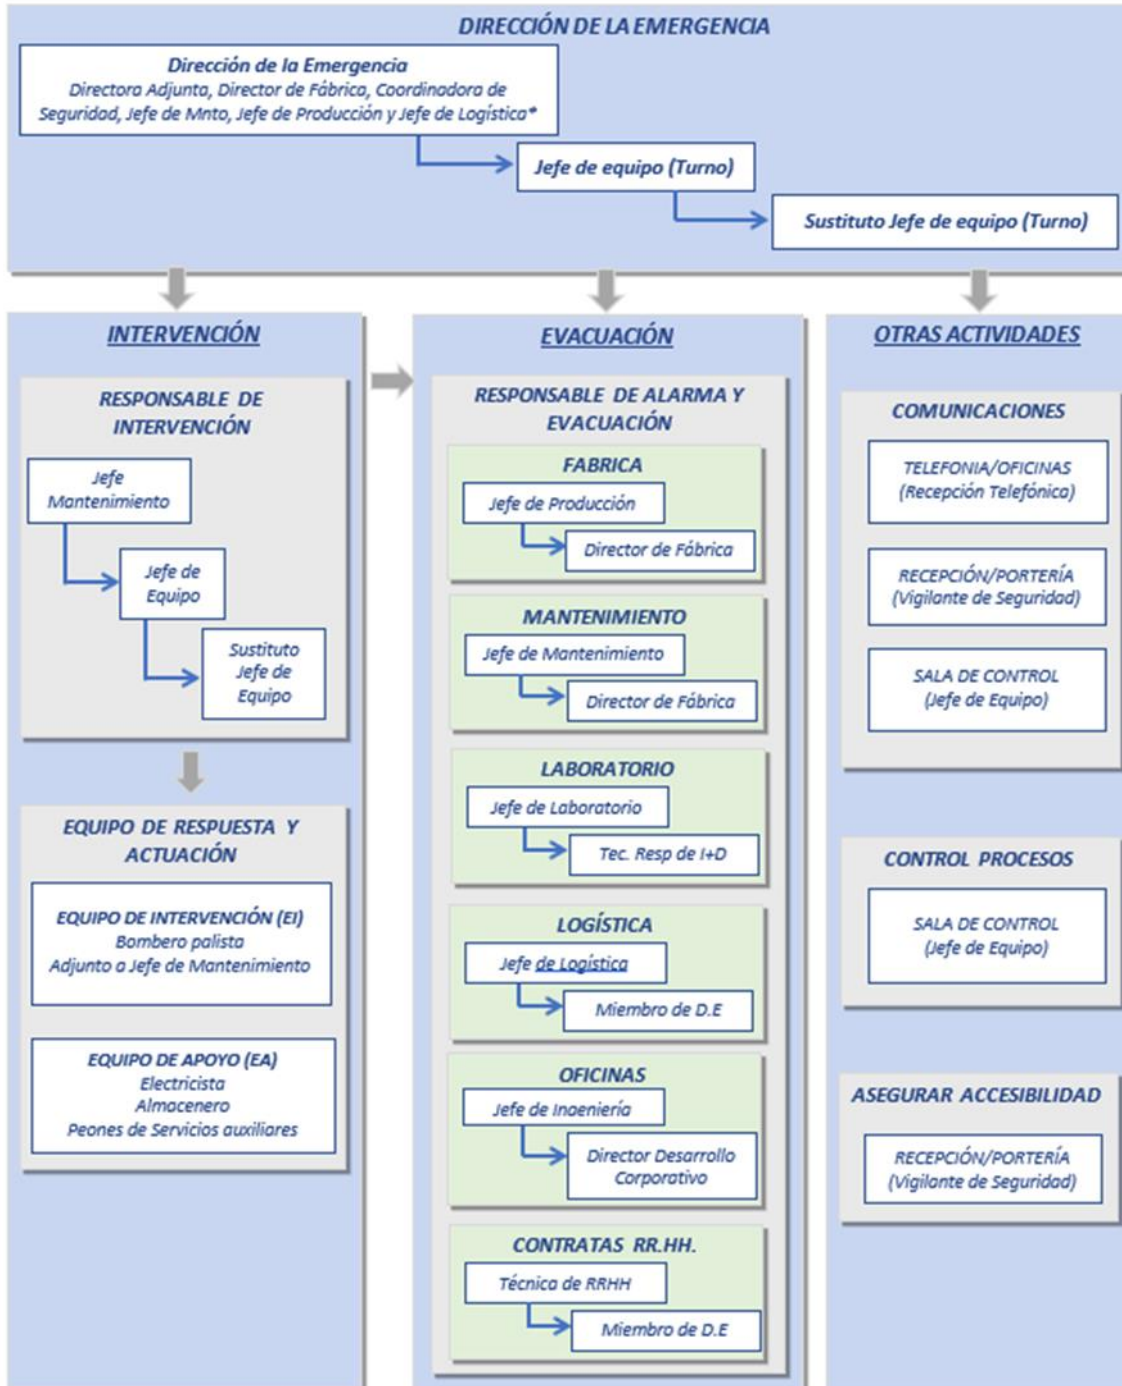 DIRECCIÓN DE LA EMERGENCIA
Dirección de la Emergencia
Directora Adjunta, Director de Fábrica, Coordinadora de
Seguridad, Jefe de Mnto, Jefe de Producción y Jefe de Logística*
Jefe de equipo (Turno)
Sustituto Jefe de equipo (Turno)
INTERVENCIÓN
RESPONSABLE DE
INTERVENCIÓN
Jefe
Mantenimiento
Jefe de
Equipo
Sustituto
Jefe de
Equipo
EQUIPO DE RESPUESTA Y
ACTUACIÓN
EQUIPO DE INTERVENCIÓN (EI)
Bombero palista
Adjunto a Jefe de Mantenimiento
EQUIPO DE APOYO (EA)
Electricista
Almacenero
Peones de Servicios auxiliares
EVACUACIÓN
RESPONSABLE DE ALARMA Y
EVACUACIÓN
FABRICA
Jefe de Producción
Director de Fábrica
MANTENIMIENTO
Jefe de Mantenimiento
Director de Fábrica
LABORATORIO
Jefe de Laboratorio
Tec. Resp de I+D
LOGÍSTICA
Jefe de Logística
Miembro de D.E
OFICINAS
Jefe de Ingeniería
Director Desarrollo
Corporativo
CONTRATAS RR.HH.
Técnica de RRHH
Miembro de D.E
OTRAS ACTIVIDADES
COMUNICACIONES
TELEFONIA/OFICINAS
(Recepción Telefónica)
RECEPCIÓN/PORTERÍA
(Vigilante de Seguridad)
SALA DE CONTROL
(Jefe de Equipo)
CONTROL PROCESOS
SALA DE CONTROL
(Jefe de Equipo)
ASEGURAR ACCESIBILIDAD
RECEPCIÓN/PORTERÍA
(Vigilante de Seguridad)